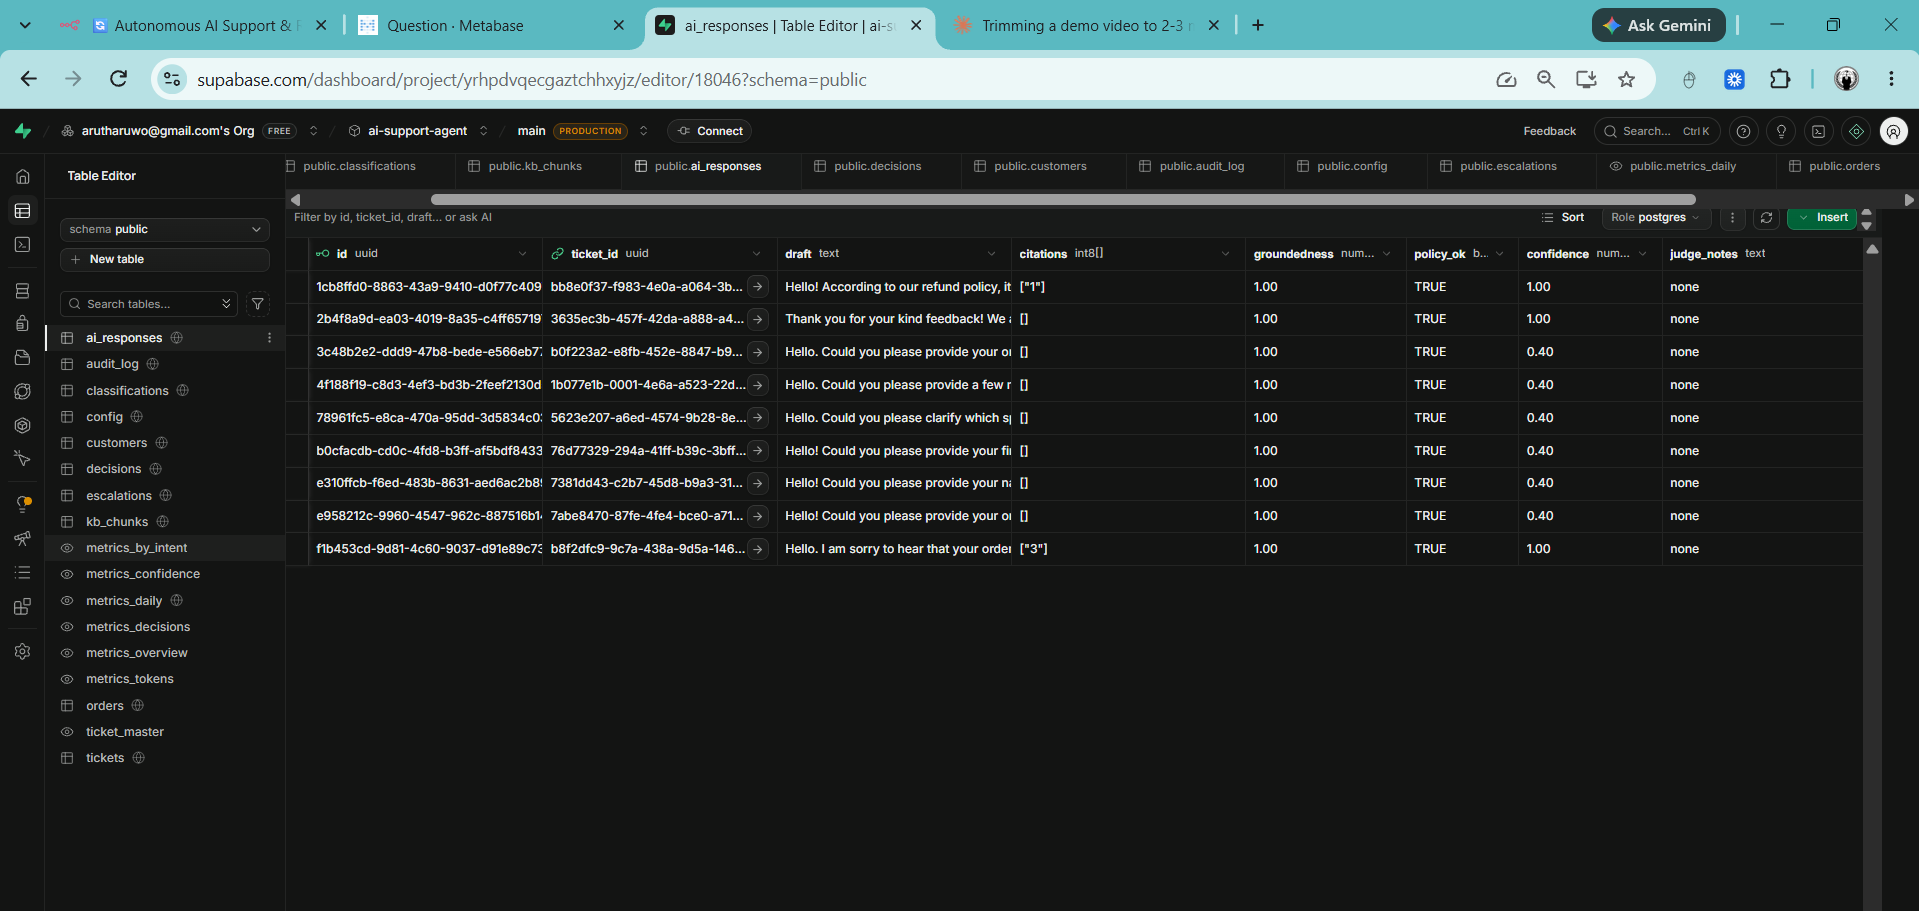 Autonomous AI Support &
Question · Metabase
ai_responses | Table Editor | ai-s
Trimming a demo video to 2-3
Ask Gemini
supabase.com/dashboard/project/yrhpdvqecgaztchhxyjz/editor/18046?schema=public
arutharuwo@gmail.com's Org FREE ai-support-agent main PRODUCTION Connect Feedback Search... Ctrl K
Table Editor
public.classifications public.kb_chunks public.ai_responses public.decisions public.customers public.audit_log public.config public.escalations public.metrics_daily public.orders
Filter by id, ticket_id, draft... or ask AI Sort Role postgres Insert
schema public
New table
Search tables...
ai_responses
audit_log
classifications
config
customers
decisions
escalations
kb_chunks
metrics_by_intent
metrics_confidence
metrics_daily
metrics_decisions
metrics_overview
metrics_tokens
orders
ticket_master
tickets
id uuid ticket_id uuid draft text citations int8[] groundedness num... policy_ok b... confidence num... judge_notes text
1cb8ffd0-8863-43a9-9410-d0f77c409 bb8e0f37-f983-4e0a-a064-3b... Hello! According to our refund policy, it ["1"] 1.00 TRUE 1.00 none
2b4f8a9d-ea03-4019-8a35-c4ff65719 3635ec3b-457f-42da-a888-a4... Thank you for your kind feedback! We [] 1.00 TRUE 1.00 none
3c48b2e2-ddd9-47b8-bede-e566eb77 b0f223a2-e8fb-452e-8847-b9... Hello. Could you please provide your or [] 1.00 TRUE 0.40 none
4f188f19-c8d3-4ef3-bd3b-2feef2130d 1b077e1b-0001-4e6a-a523-22d... Hello. Could you please provide a few [] 1.00 TRUE 0.40 none
78961fc5-e8ca-470a-95dd-3d5834c0 5623e207-a6ed-4574-9b28-8e... Hello. Could you please clarify which sp [] 1.00 TRUE 0.40 none
b0cfacdb-cd0c-4fd8-b3ff-af5bdf8433 76d77329-294a-41ff-b39c-3bff... Hello! Could you please provide your fi [] 1.00 TRUE 0.40 none
e310ffcb-f6ed-483b-8631-aed6ac2b8 7381dd43-c2b7-45d8-b9a3-31... Hello! Could you please provide your na [] 1.00 TRUE 0.40 none
e958212c-9960-4547-962c-887516b1 7abe8470-87fe-4fe4-bce0-a71... Hello! Could you please provide your or [] 1.00 TRUE 0.40 none
f1b453cd-9d81-4c60-9037-d91e89c73 b8f2dfc9-9c7a-438a-9d5a-146... Hello. I am sorry to hear that your order ["3"] 1.00 TRUE 1.00 none